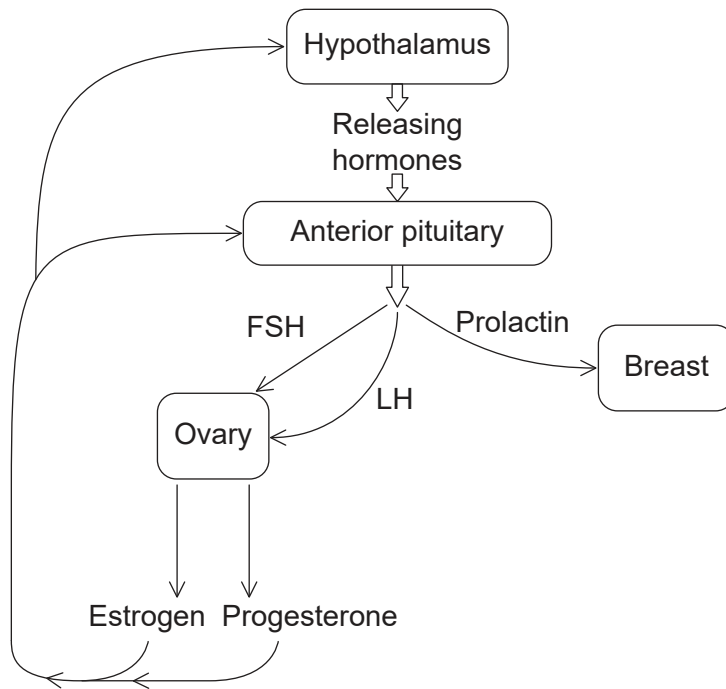 Hypothalamus
Releasing
hormones
Anterior pituitary
FSH
Prolactin
Breast
LH
Ovary
Estrogen
Progesterone